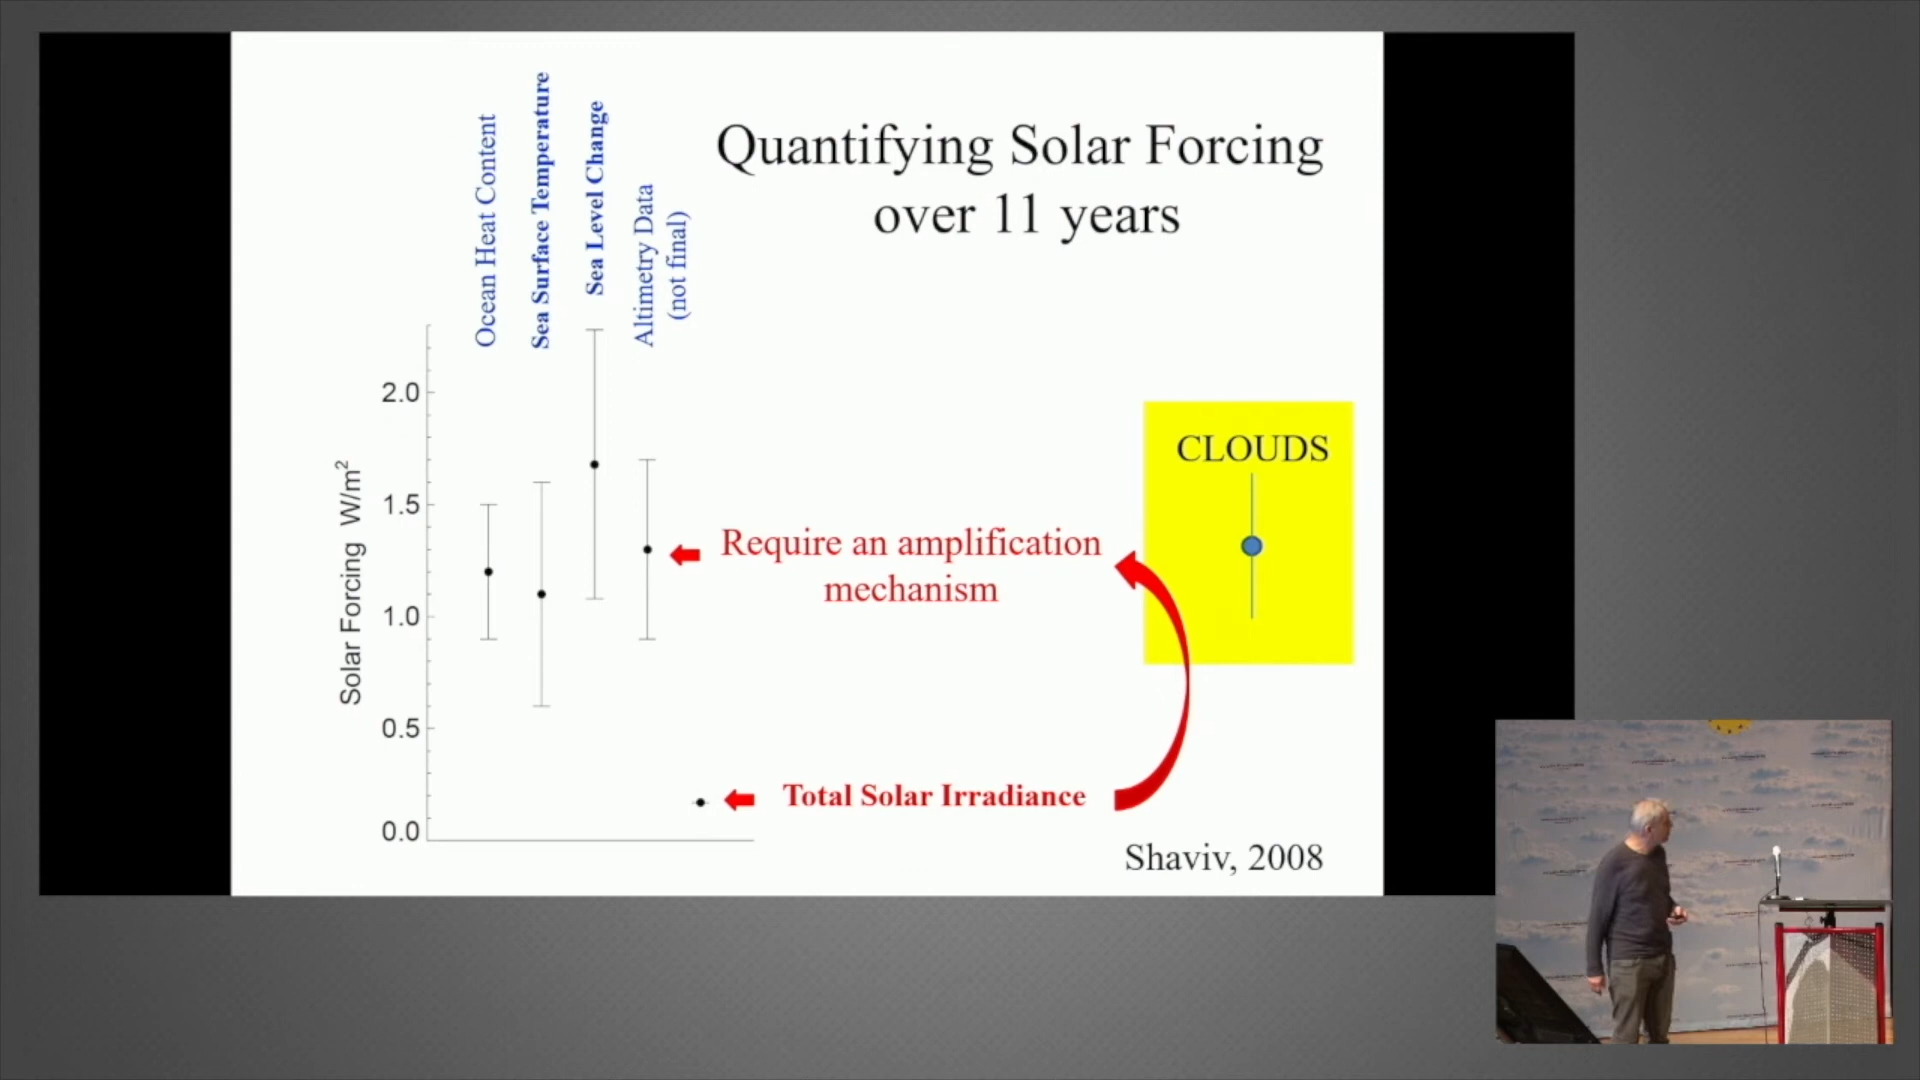 Quantifying Solar Forcing
over 11 years
Ocean Heat Content
Sea Surface Temperature
Sea Level Change
Altimetry Data
(not final)
Solar Forcing W/m²
2.0
1.5
1.0
0.5
0.0
CLOUDS
Require an amplification
mechanism
Total Solar Irradiance
Shaviv, 2008